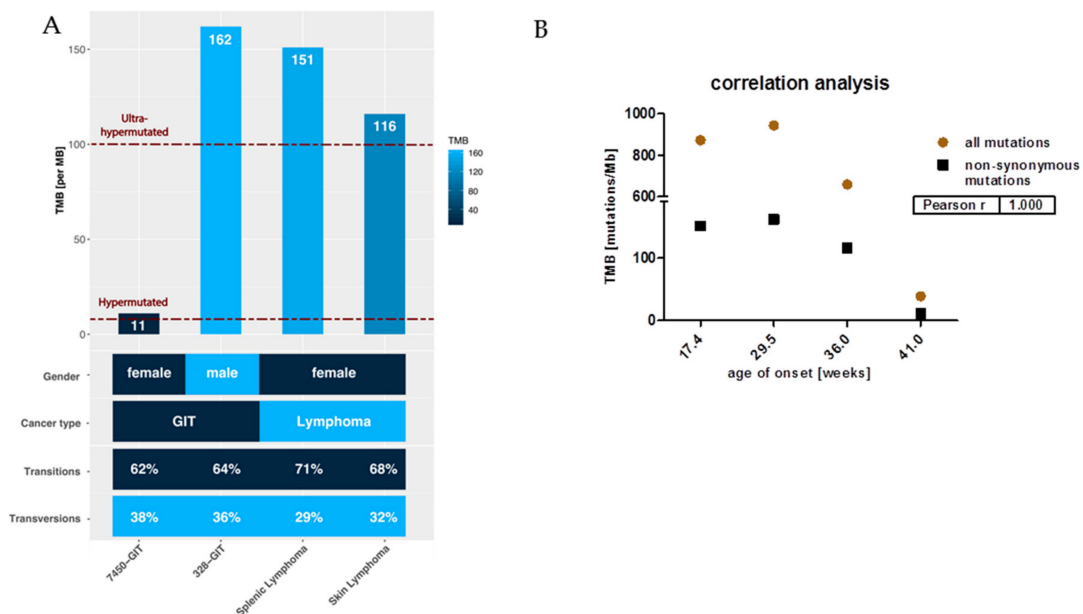 A
150
100
50
0
TMB [per MB]
Ultra-
hypermutated
Hypermutated
162
151
116
11
TMB
160
120
80
40
Gender
female
male
female
Cancer type
GIT
Lymphoma
Transitions
62%
64%
71%
68%
Transversions
38%
36%
29%
32%
7450-GIT
328-GIT
Splenic Lymphoma
Skin Lymphoma
B
correlation analysis
1000
800
600
100
0
TMB [mutations/Mb]
17.4
29.5
36.0
41.0
age of onset [weeks]
all mutations
non-synonymous
mutations
Pearson r 1.000